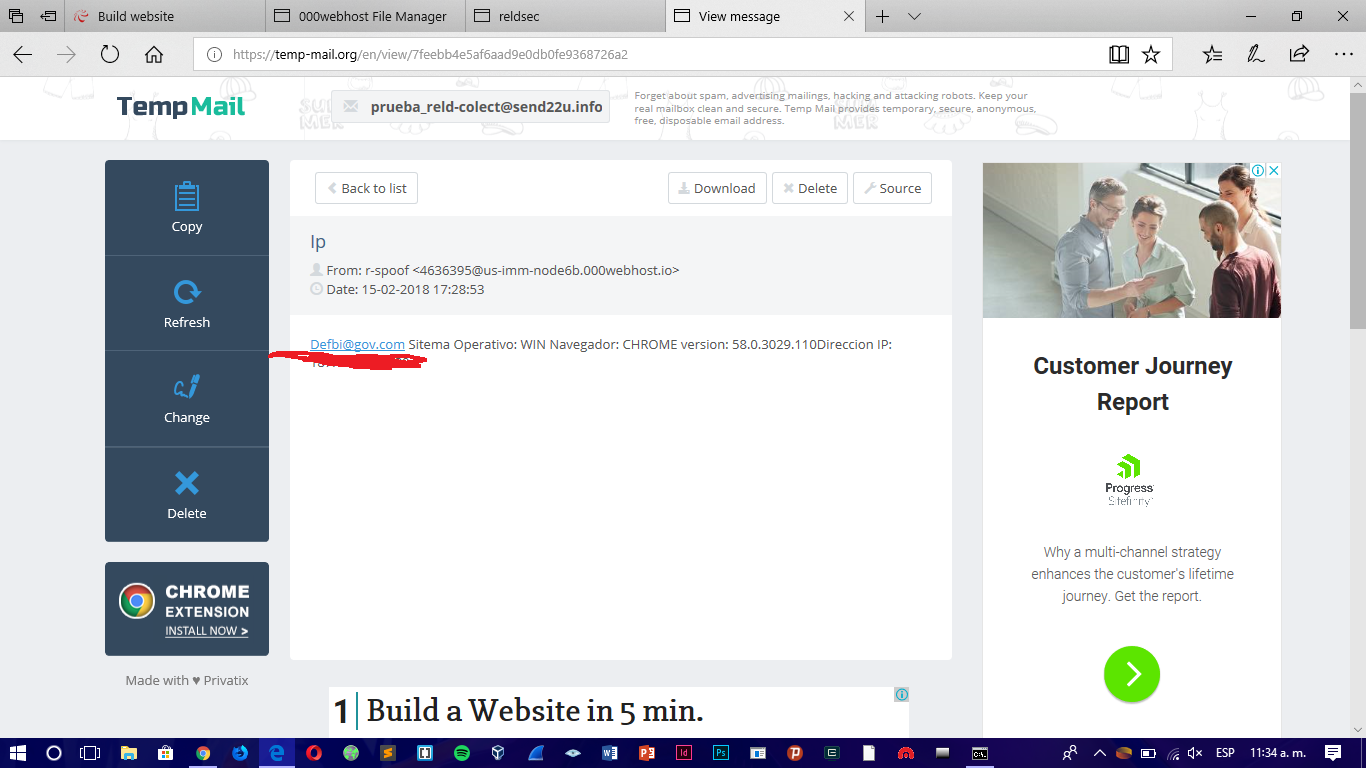 Build website
000webhost File Manager
reldsec
View message
https://temp-mail.org/en/view/7feebb4e5af6aad9e0db0fe9368726a2
TempMail
prueba_reld-colect@send22u.info
Forget about spam, advertising mailings, hacking and attacking robots. Keep your
real mailbox clean and secure. Temp Mail provides temporary, secure, anonymous,
free, disposable email address.
Copy
Refresh
Change
Delete
CHROME
EXTENSION
INSTALL NOW >
Made with ♥ Privatix
Back to list
Download
Delete
Source
Ip
From: r-spoof <4636395@us-imm-node6b.000webhost.io>
Date: 15-02-2018 17:28:53
Defbi@gov.com Sitema Operativo: WIN Navegador: CHROME version: 58.0.3029.110Direccion IP:
1 Build a Website in 5 min.
Customer Journey
Report
Progress
Sitefinity
Why a multi-channel strategy
enhances the customer's lifetime
journey. Get the report.
ESP
11:34 a. m.